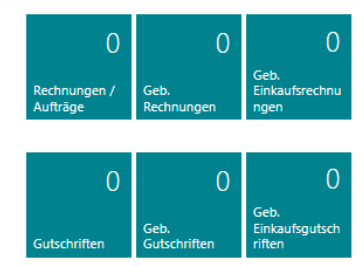 0
Rechnungen /
Aufträge
0
Geb.
Rechnungen
0
Geb.
Einkaufsrechnu
ngen
0
Gutschriften
0
Geb.
Gutschriften
0
Geb.
Einkaufsgutsch
riften